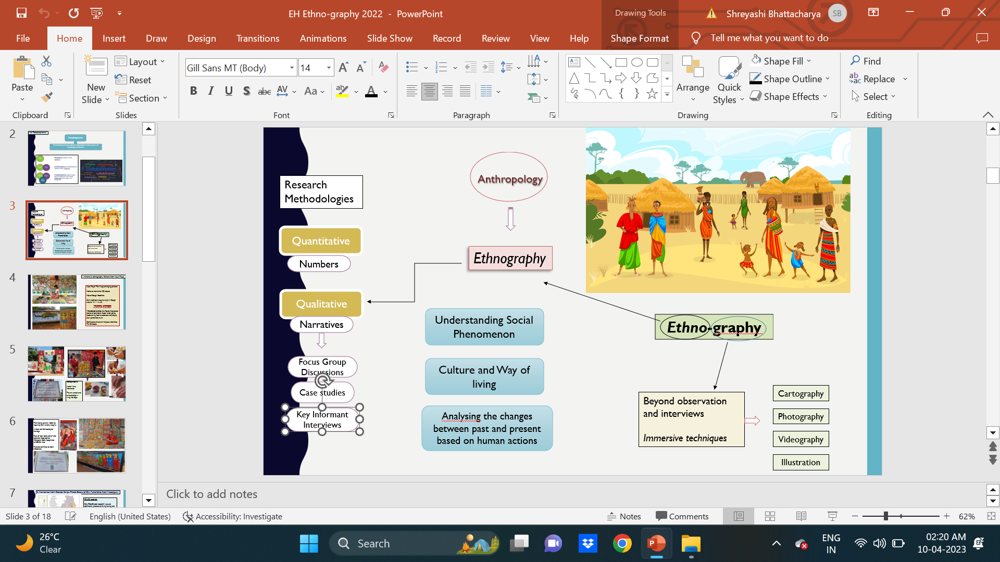 EH Ethno-graphy 2022 - PowerPoint
Drawing Tools
Shreyashi Bhattacharya
SB
File
Home
Insert
Draw
Design
Transitions
Animations
Slide Show
Record
Review
View
Help
Shape Format
Tell me what you want to do
Paste
Clipboard
New
Slide
Layout
Reset
Section
Slides
Gill Sans MT (Body)
14
B I U S abc AV Aa A
Font
Paragraph
Arrange
Quick
Styles
Shape Fill
Shape Outline
Shape Effects
Drawing
Find
Replace
Select
Editing
2
3
4
5
6
7
Research
Methodologies
Quantitative
Numbers
Qualitative
Narratives
Focus Group
Discussions
Case studies
Key Informant
Interviews
Anthropology
Ethnography
Understanding Social
Phenomenon
Culture and Way of
living
Analysing the changes
between past and present
based on human actions
Ethno-graphy
Beyond observation
and interviews
Immersive techniques
Cartography
Photography
Videography
Illustration
Click to add notes
Slide 3 of 18
English (United States)
Accessibility: Investigate
Notes
Comments
62%
26°C
Clear
Search
ENG
IN
02:20 AM
10-04-2023